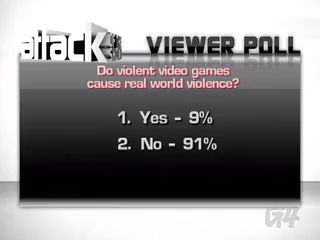 attack
VIEWER POLL
Do violent video games
cause real world violence?
1. Yes - 9%
2. No - 91%
G4